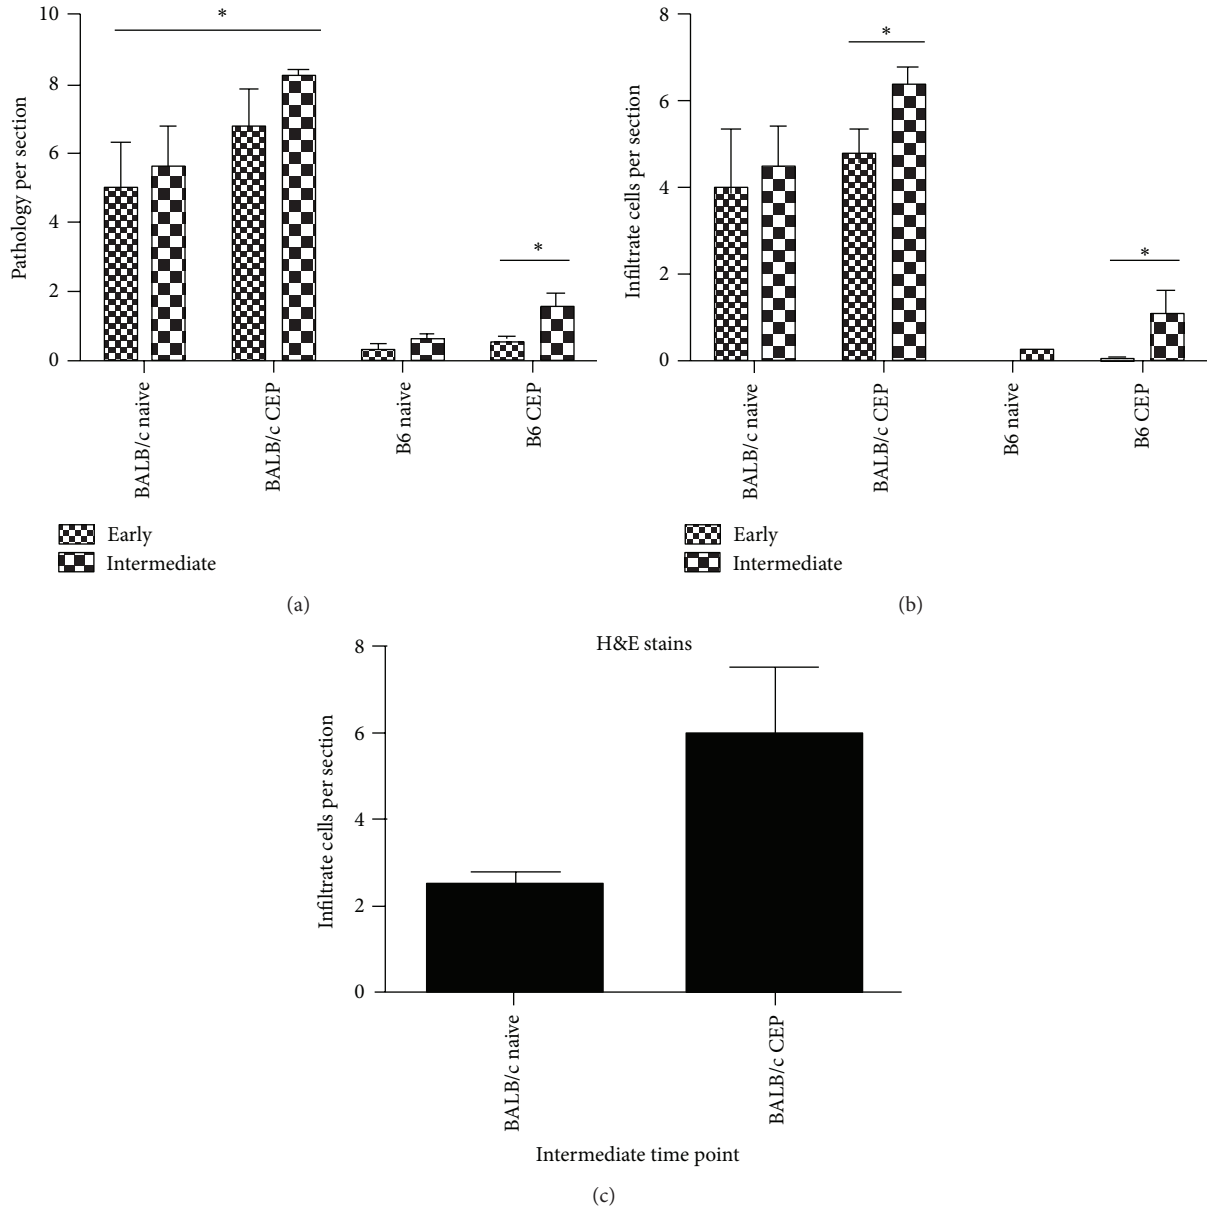 10
8
6
4
2
0
Pathology per section
*
*
BALB/c naive
BALB/c CEP
B6 naive
B6 CEP
Early
Intermediate
(a)
8
6
4
2
0
Infiltrate cells per section
*
*
BALB/c naive
BALB/c CEP
B6 naive
B6 CEP
Early
Intermediate
(b)
H&E stains
8
6
4
2
0
Infiltrate cells per section
BALB/c naive
BALB/c CEP
Intermediate time point
(c)